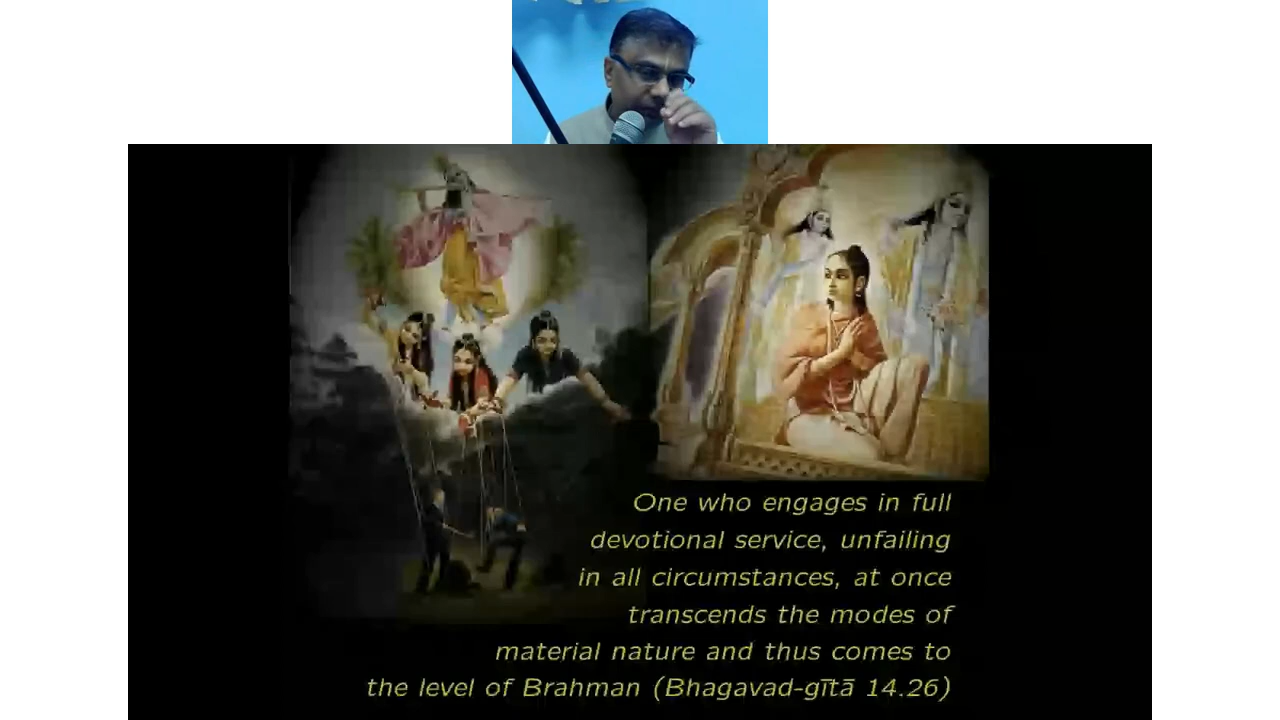 One who engages in full
devotional service, unfailing
in all circumstances, at once
transcends the modes of
material nature and thus comes to
the level of Brahman (Bhagavad-gītā 14.26)